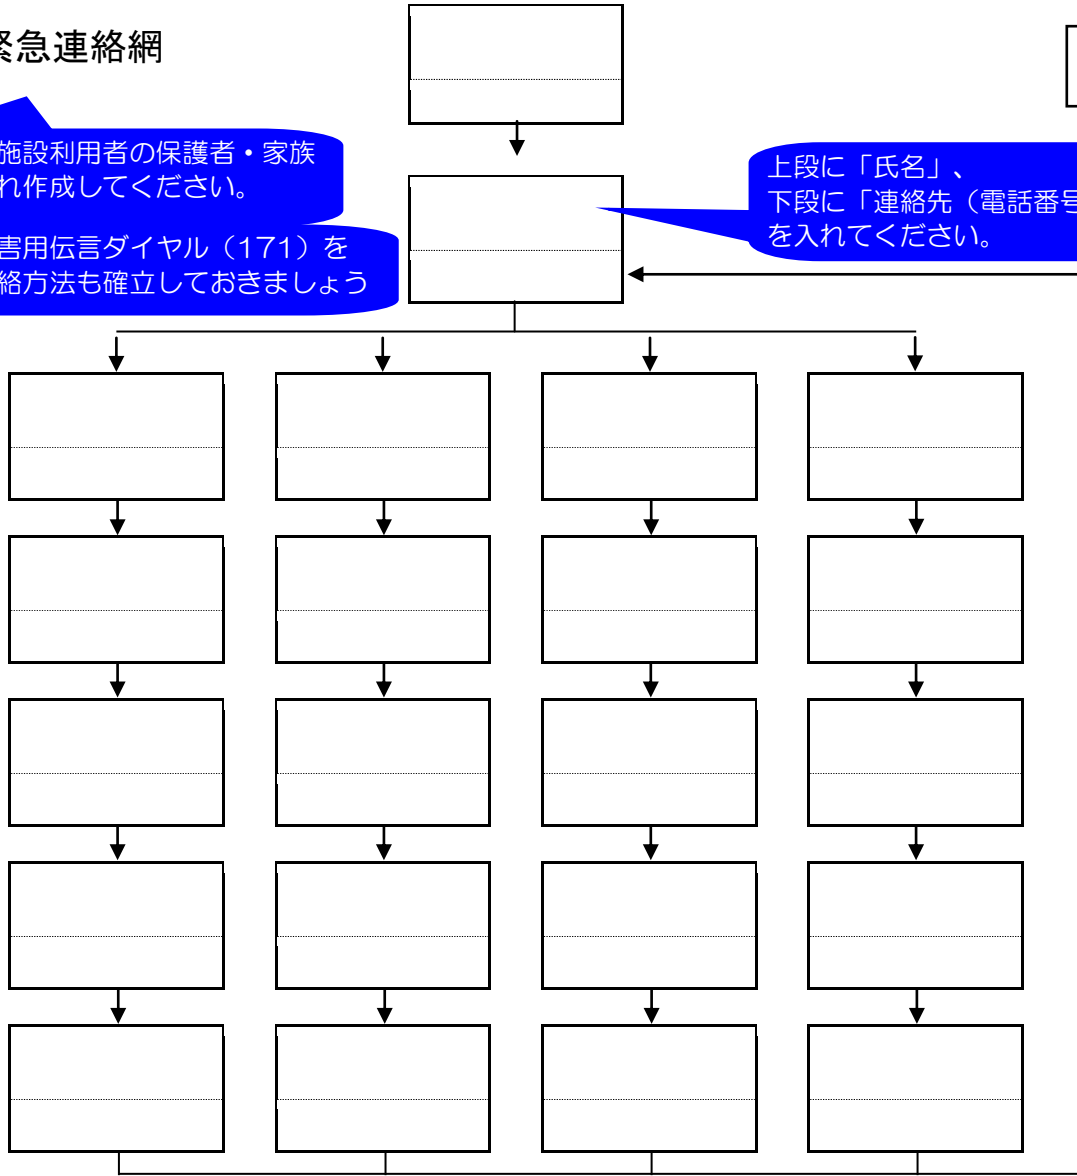 緊急連絡網
施設利用者の保護者・家族
れ作成してください。
害用伝言ダイヤル（171）を
絡方法も確立しておきましょう
上段に「氏名」、
下段に「連絡先（電話番号
を入れてください。